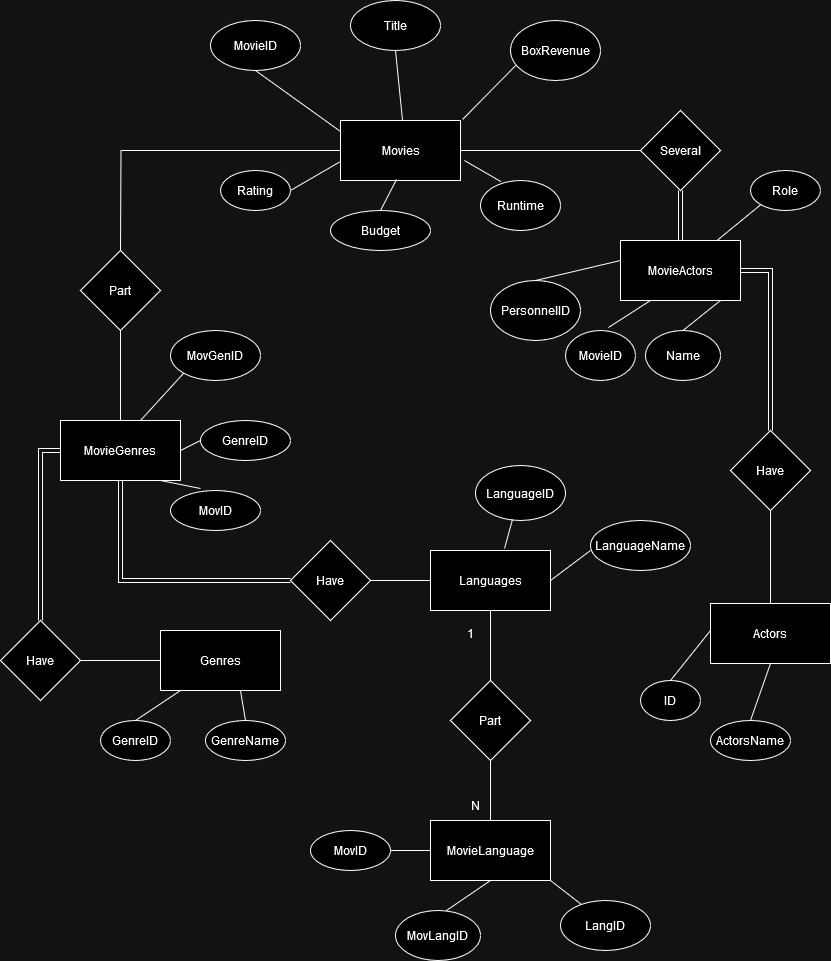 Title
MovieID
BoxRevenue
Movies
Several
Rating
Role
Runtime
Budget
MovieActors
Part
PersonnelID
MovGenID
MovieID
Name
GenreID
MovieGenres
Have
LanguageID
MovID
LanguageName
Have
Languages
1
Actors
Have
Genres
ID
Part
GenreID
GenreName
ActorsName
N
MovID
MovieLanguage
LangID
MovLangID